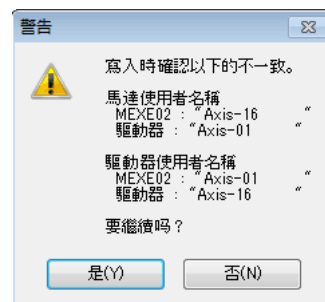 警告
寫入時確認以下的不一致。
馬達使用者名稱
MEXE02 : "Axis-16 "
驅動器 : "Axis-01 "
驅動器使用者名稱
MEXE02 : "Axis-01 "
驅動器 : "Axis-16 "
要繼續吗？
是(Y)
否(N)